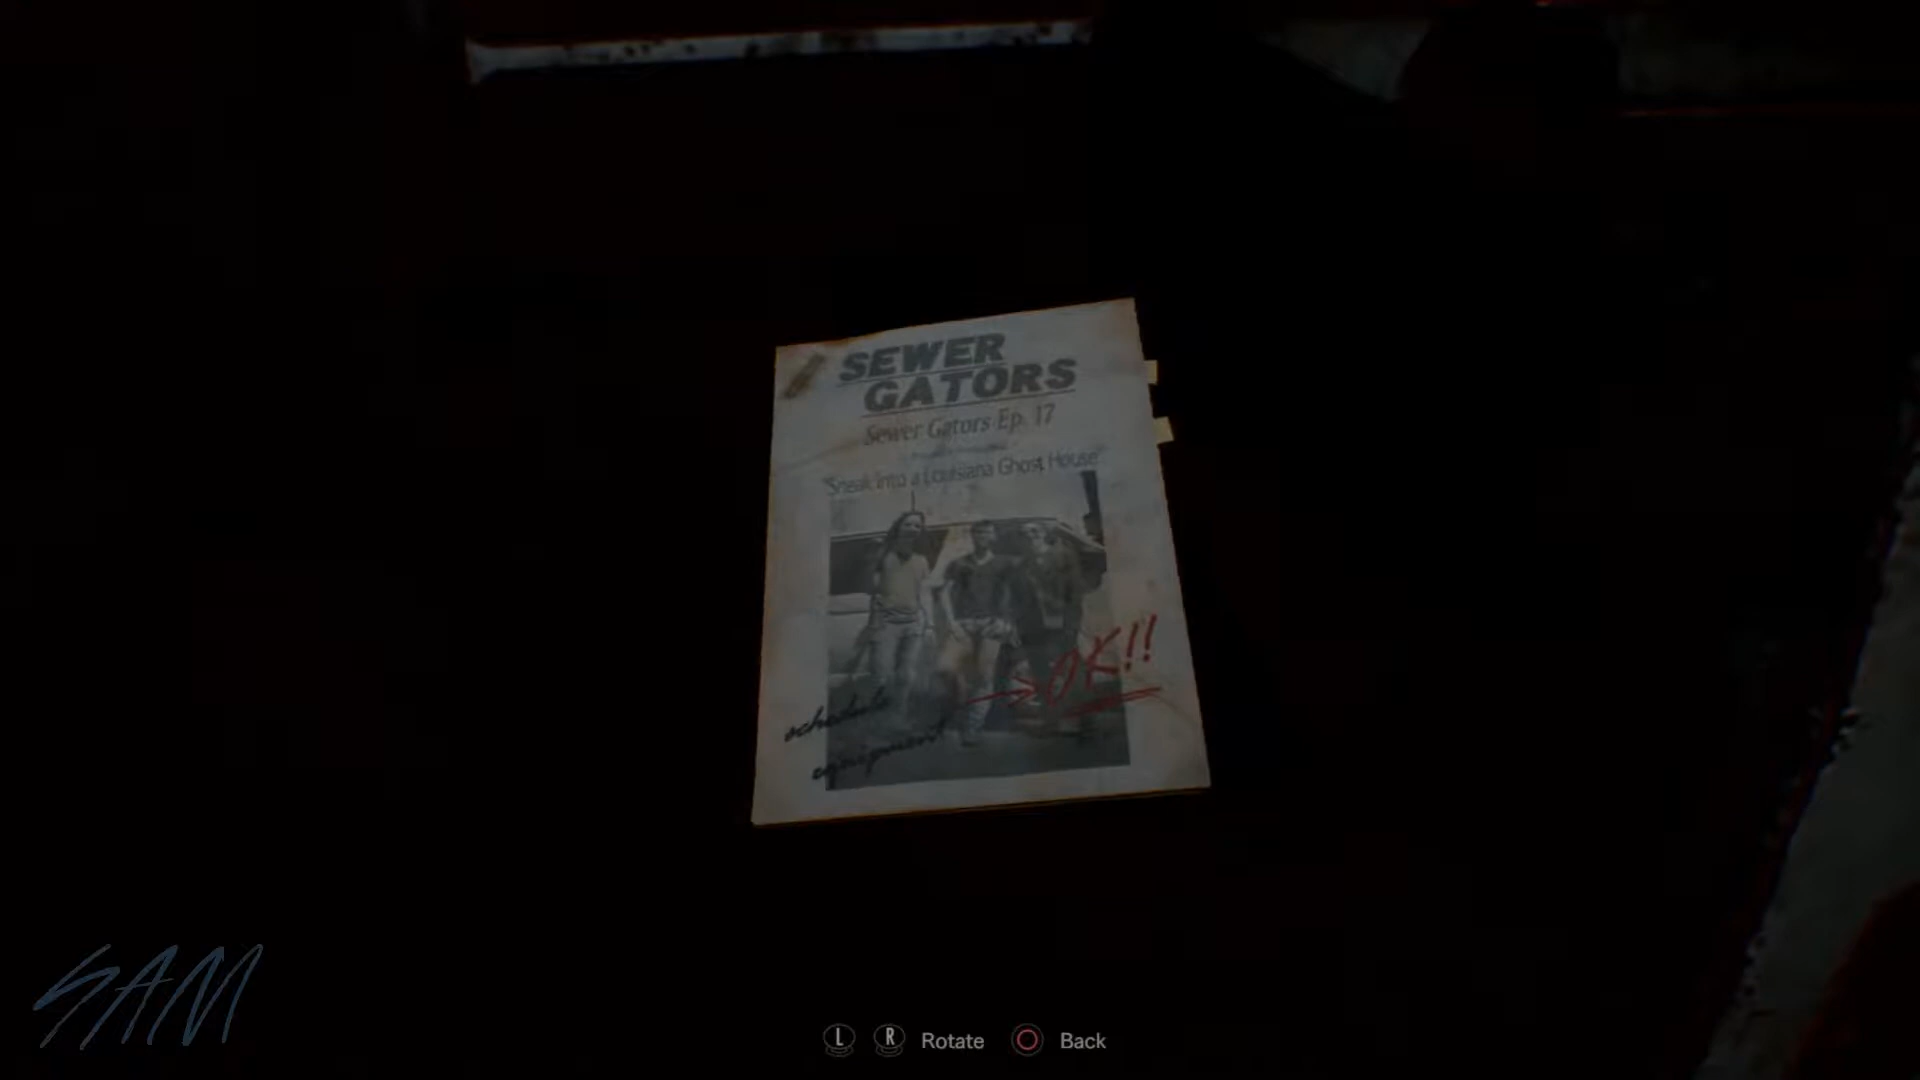 SEWER
GATORS
Sewer Gators Ep. 17
"Sneak into a Louisiana Ghost House"
OK!!
schedule
equipment
SAM
L R Rotate Back